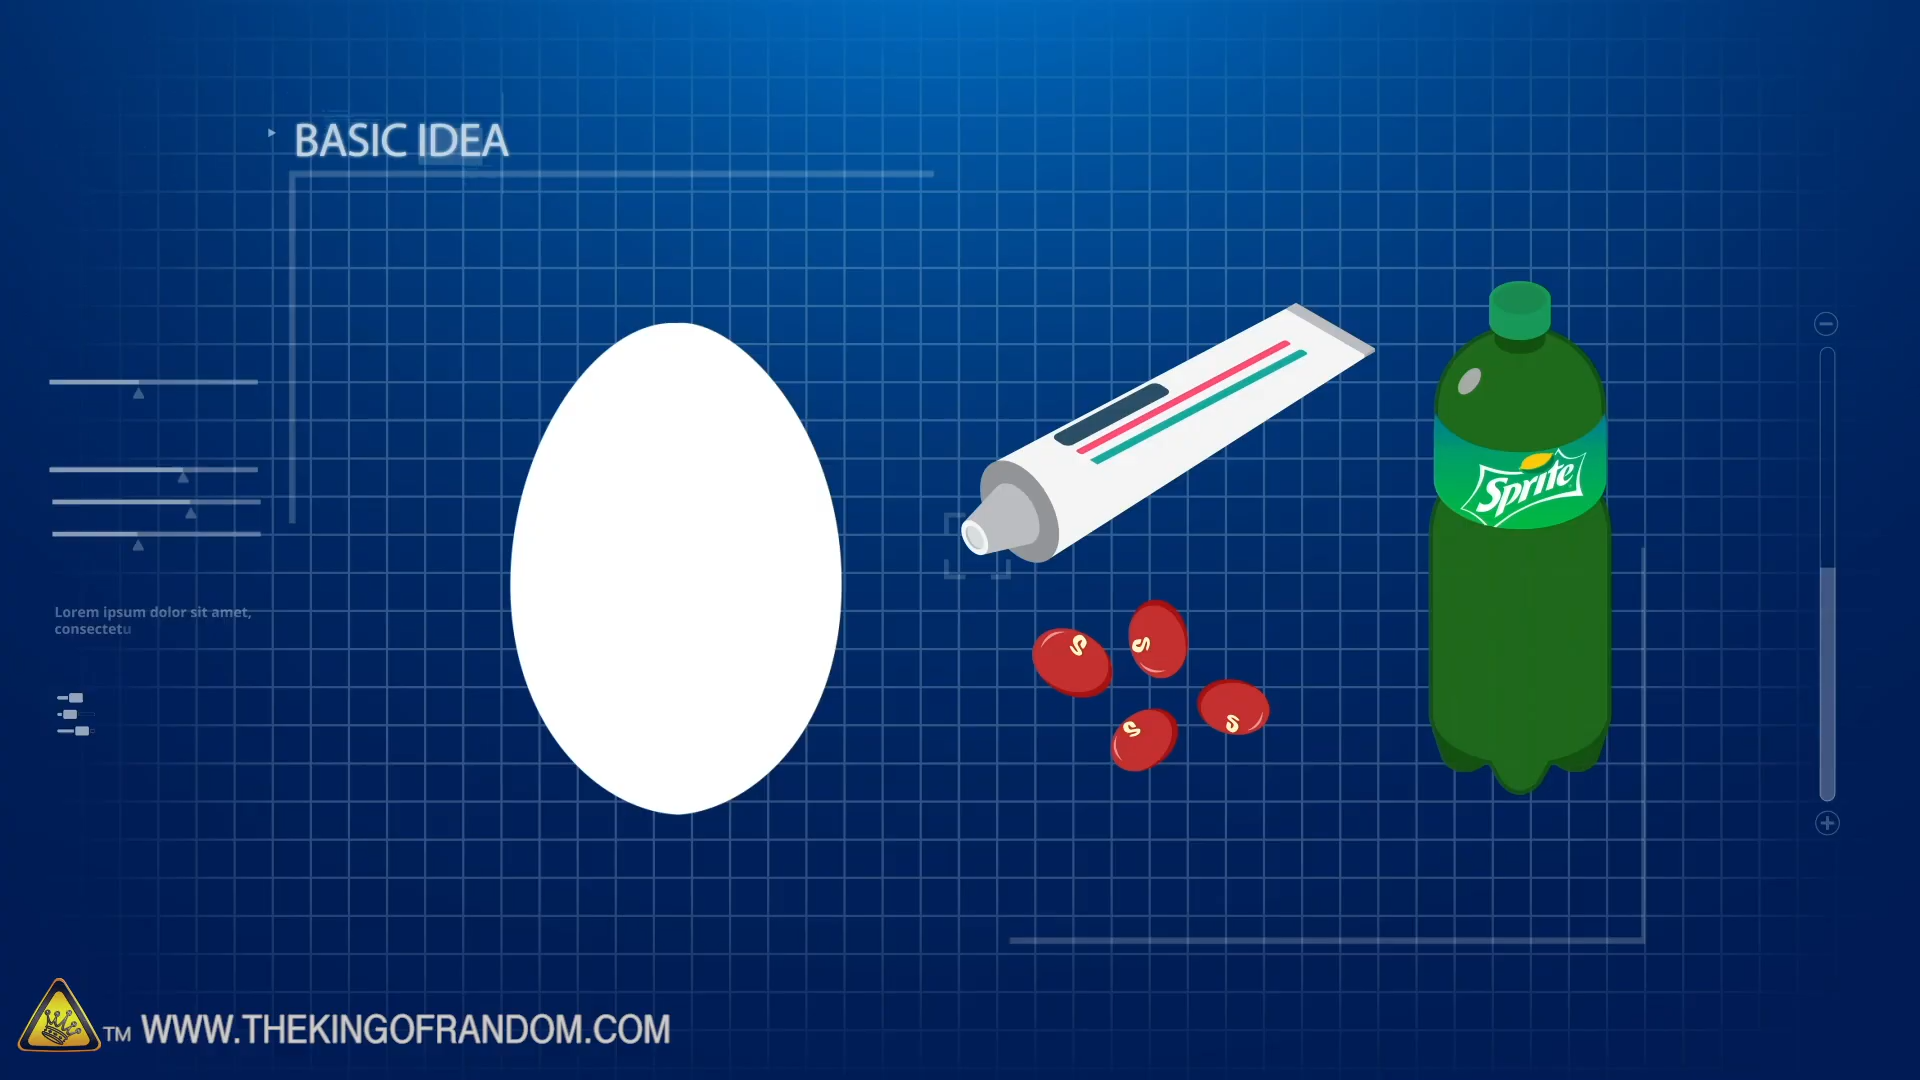 BASIC IDEA
Sprite
S
S
S
S
Lorem ipsum dolor sit amet,
consectetu
TM WWW.THEKINGOFRANDOM.COM